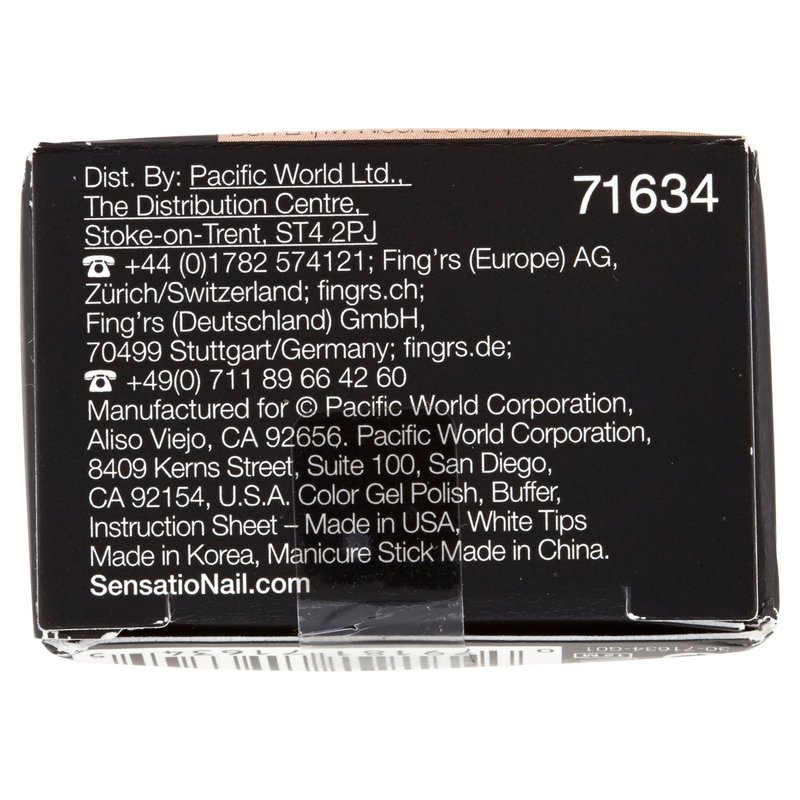 Dist. By: Pacific World Ltd.,
71634
The Distribution Centre,
Stoke-on-Trent, ST4 2PJ
☎ +44 (0)1782 574121; Fing'rs (Europe) AG,
Zürich/Switzerland; fingrs.ch;
Fing'rs (Deutschland) GmbH,
70499 Stuttgart/Germany; fingrs.de;
☎ +49(0) 711 89 66 42 60
Manufactured for © Pacific World Corporation,
Aliso Viejo, CA 92656. Pacific World Corporation,
8409 Kerns Street, Suite 100, San Diego,
CA 92154, U.S.A. Color Gel Polish, Buffer,
Instruction Sheet – Made in USA, White Tips
Made in Korea, Manicure Stick Made in China.
SensatioNail.com
30-71634-G01
12 M